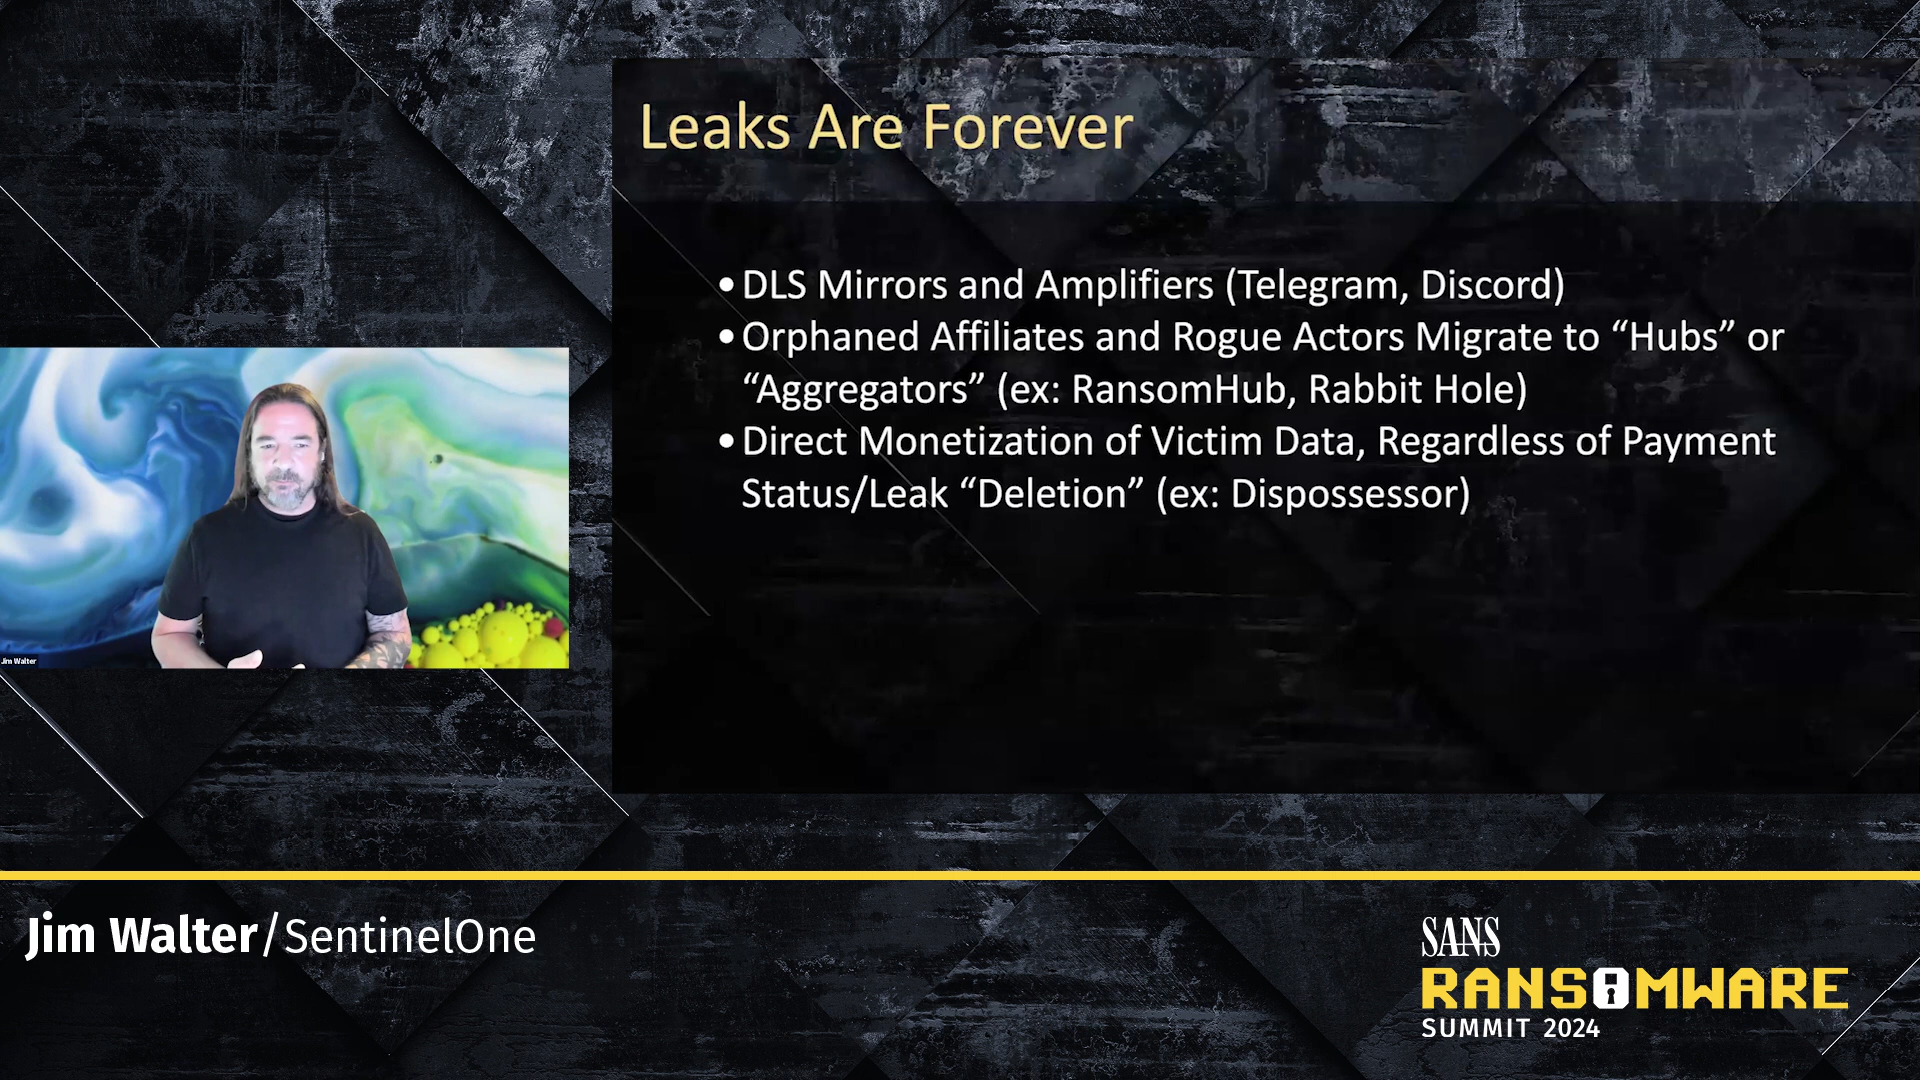 Leaks Are Forever
• DLS Mirrors and Amplifiers (Telegram, Discord)
• Orphaned Affiliates and Rogue Actors Migrate to “Hubs” or
“Aggregators” (ex: RansomHub, Rabbit Hole)
• Direct Monetization of Victim Data, Regardless of Payment
Status/Leak “Deletion” (ex: Dispossessor)
Jim Walter
Jim Walter/SentinelOne
SANS
RANSOMWARE
SUMMIT 2024